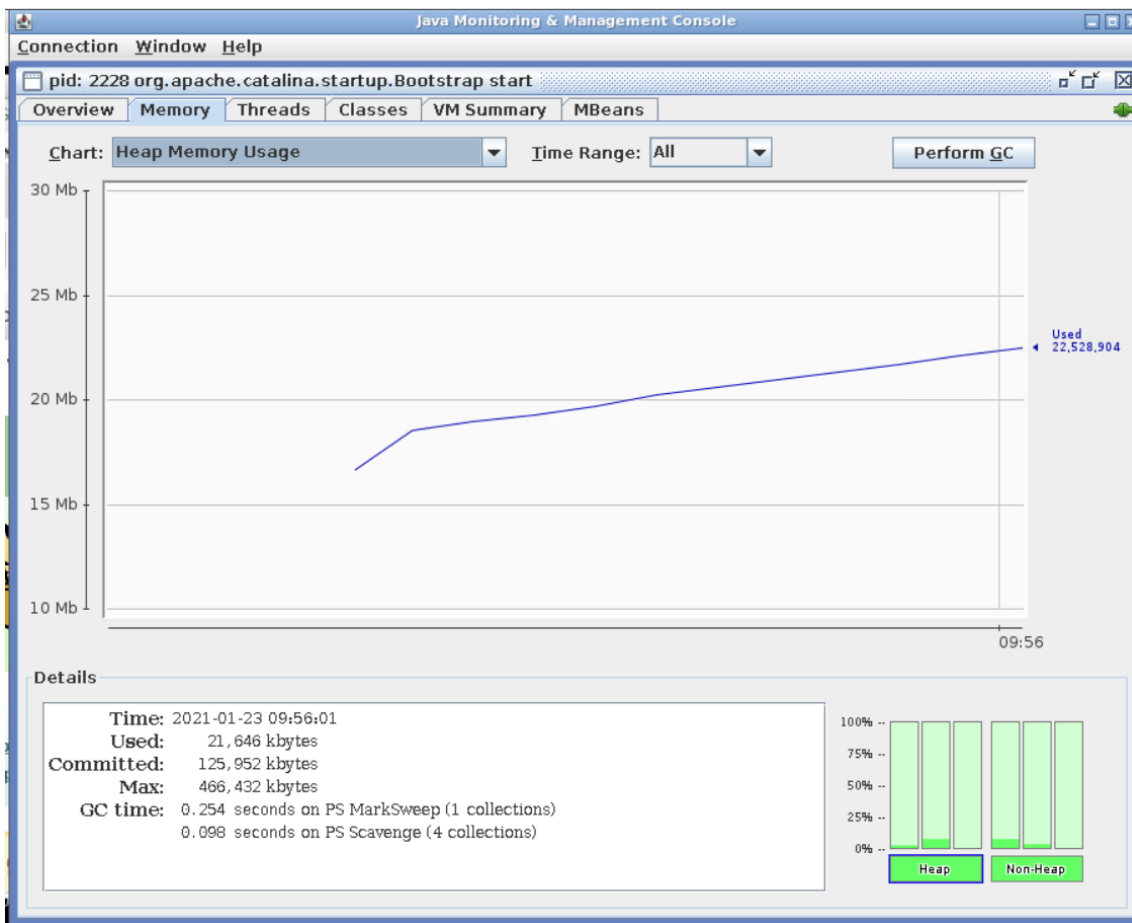 Java Monitoring & Management Console
Connection Window Help
pid: 2228 org.apache.catalina.startup.Bootstrap start
Overview Memory Threads Classes VM Summary MBeans
Chart: Heap Memory Usage Time Range: All Perform GC
30 Mb
25 Mb
Used
22,528,904
20 Mb
15 Mb
10 Mb
09:56
Details
Time: 2021-01-23 09:56:01
Used: 21,646 kbytes
Committed: 125,952 kbytes
Max: 466,432 kbytes
GC time: 0.254 seconds on PS MarkSweep (1 collections)
0.098 seconds on PS Scavenge (4 collections)
100% --
75% --
50% --
25% --
0% --
Heap Non-Heap